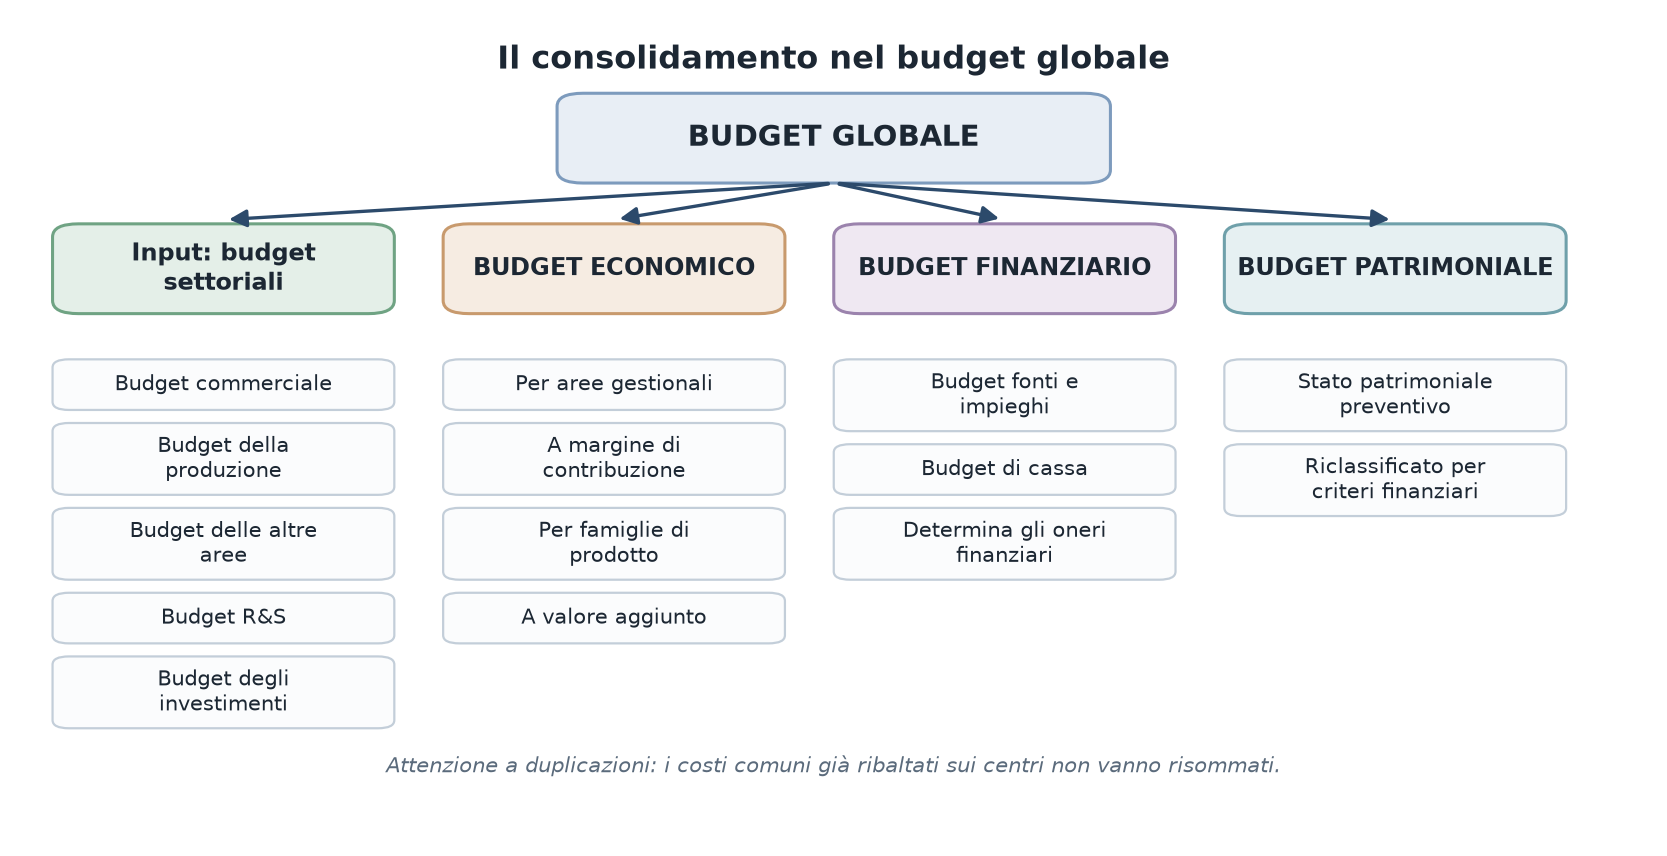 Il consolidamento nel budget globale
BUDGET GLOBALE
Input: budget
settoriali
BUDGET ECONOMICO
BUDGET FINANZIARIO
BUDGET PATRIMONIALE
Budget commerciale
Budget della
produzione
Budget delle altre
aree
Budget R&S
Budget degli
investimenti
Per aree gestionali
A margine di
contribuzione
Per famiglie di
prodotto
A valore aggiunto
Budget fonti e
impieghi
Budget di cassa
Determina gli oneri
finanziari
Stato patrimoniale
preventivo
Riclassificato per
criteri finanziari
Attenzione a duplicazioni: i costi comuni già ribaltati sui centri non vanno risommati.